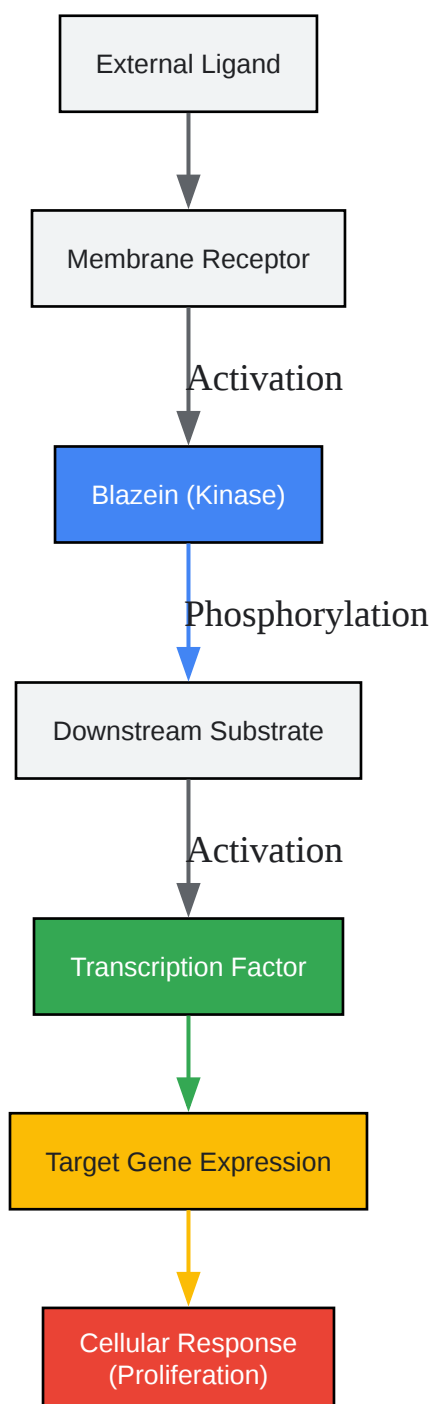 External Ligand
Membrane Receptor
Activation
Blazein (Kinase)
Phosphorylation
Downstream Substrate
Activation
Transcription Factor
Target Gene Expression
Cellular Response
(Proliferation)